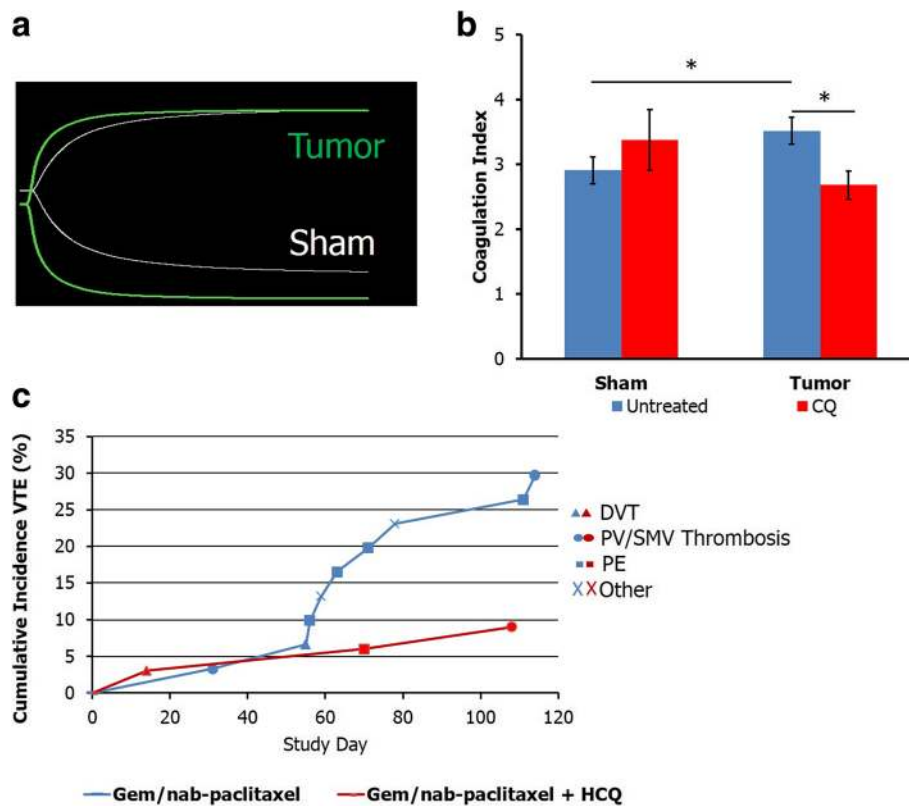 a
Tumor
Sham
b
Coagulation Index
5
4
3
2
1
0
*
*
Sham
Tumor
Untreated
CQ
c
Cumulative Incidence VTE (%)
35
30
25
20
15
10
5
0
0 20 40 60 80 100 120
Study Day
DVT
PV/SMV Thrombosis
PE
Other
Gem/nab-paclitaxel
Gem/nab-paclitaxel + HCQ